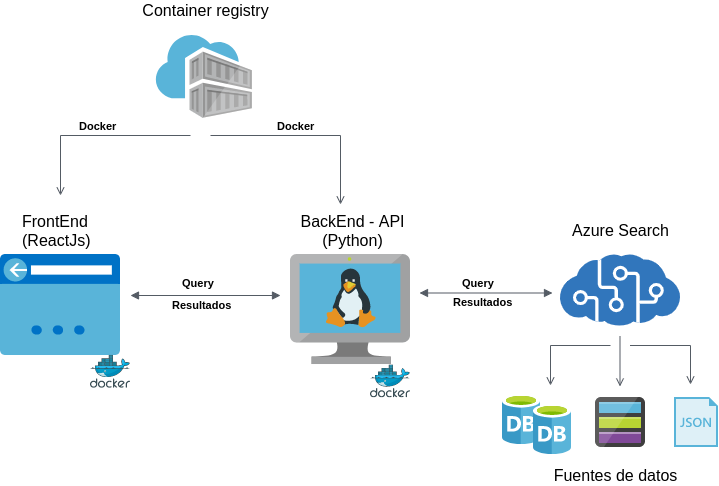 Container registry
Docker
Docker
FrontEnd
(ReactJs)
BackEnd - API
(Python)
Azure Search
Query
Resultados
Query
Resultados
docker
docker
DB
DB
JSON
Fuentes de datos